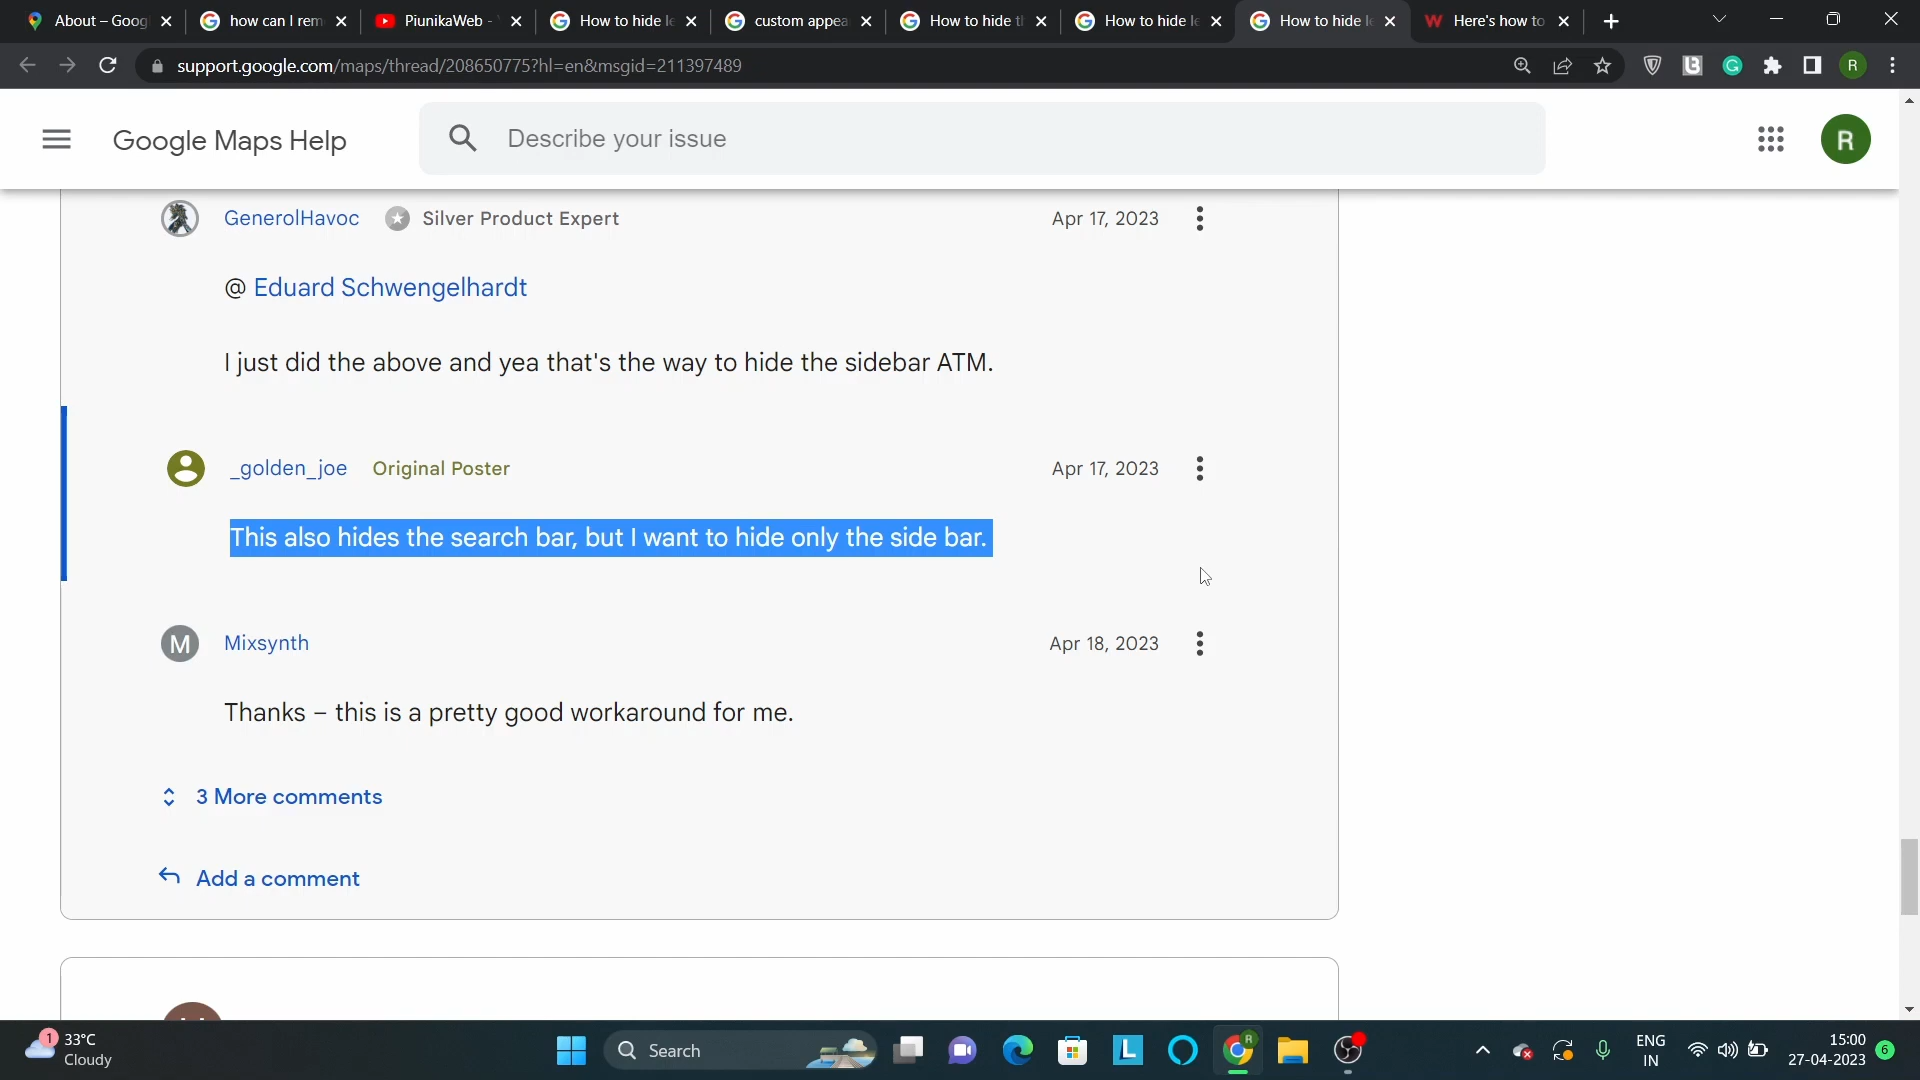 About – Goog
how can I rem
PiunikaWeb -
How to hide le
custom appea
How to hide t
How to hide le
How to hide le
W Here's how to
support.google.com/maps/thread/208650775?hl=en&msgid=211397489
R
Google Maps Help
Describe your issue
R
GenerolHavoc
Silver Product Expert
Apr 17, 2023
@ Eduard Schwengelhardt
I just did the above and yea that's the way to hide the sidebar ATM.
_golden_joe
Original Poster
Apr 17, 2023
This also hides the search bar, but I want to hide only the side bar.
M
Mixsynth
Apr 18, 2023
Thanks – this is a pretty good workaround for me.
3 More comments
Add a comment
1
33°C
Cloudy
Search
L
R
ENG
IN
15:00
27-04-2023
6